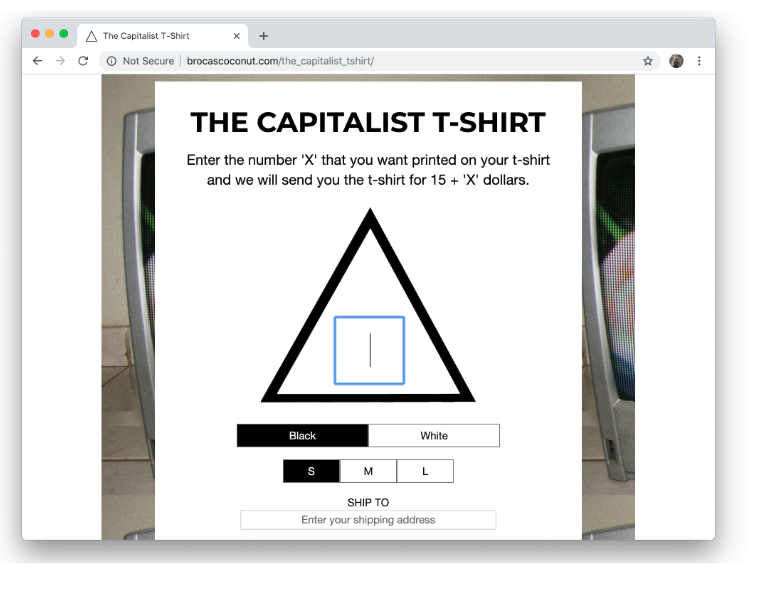 The Capitalist T-Shirt
Not Secure | brocascoconut.com/the_capitalist_tshirt/
THE CAPITALIST T-SHIRT
Enter the number 'X' that you want printed on your t-shirt
and we will send you the t-shirt for 15 + 'X' dollars.
Black White
S M L
SHIP TO
Enter your shipping address